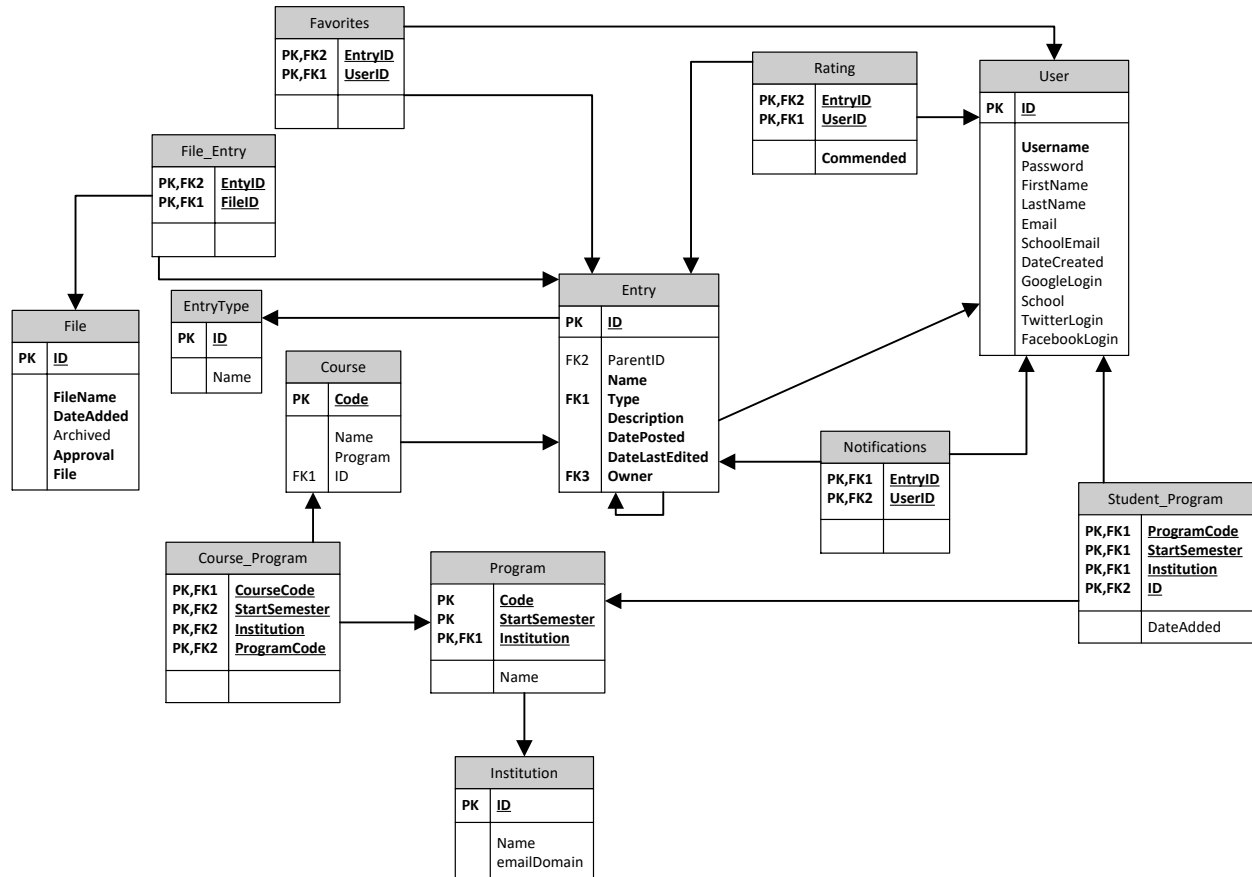 Favorites
PK,FK2 EntryID
PK,FK1 UserID
Rating
PK,FK2 EntryID
PK,FK1 UserID
Commended
User
PK ID
Username
Password
FirstName
LastName
Email
SchoolEmail
DateCreated
GoogleLogin
School
TwitterLogin
FacebookLogin
File_Entry
PK,FK2 EntyID
PK,FK1 FileID
File
PK ID
FileName
DateAdded
Archived
Approval
File
EntryType
PK ID
Name
Entry
PK ID
FK2 ParentID
Name
FK1 Type
Description
DatePosted
DateLastEdited
FK3 Owner
Course
PK Code
Name
Program
FK1 ID
Notifications
PK,FK1 EntryID
PK,FK2 UserID
Student_Program
PK,FK1 ProgramCode
PK,FK1 StartSemester
PK,FK1 Institution
PK,FK2 ID
DateAdded
Course_Program
PK,FK1 CourseCode
PK,FK2 StartSemester
PK,FK2 Institution
PK,FK2 ProgramCode
Program
PK Code
PK StartSemester
PK,FK1 Institution
Name
Institution
PK ID
Name
emailDomain